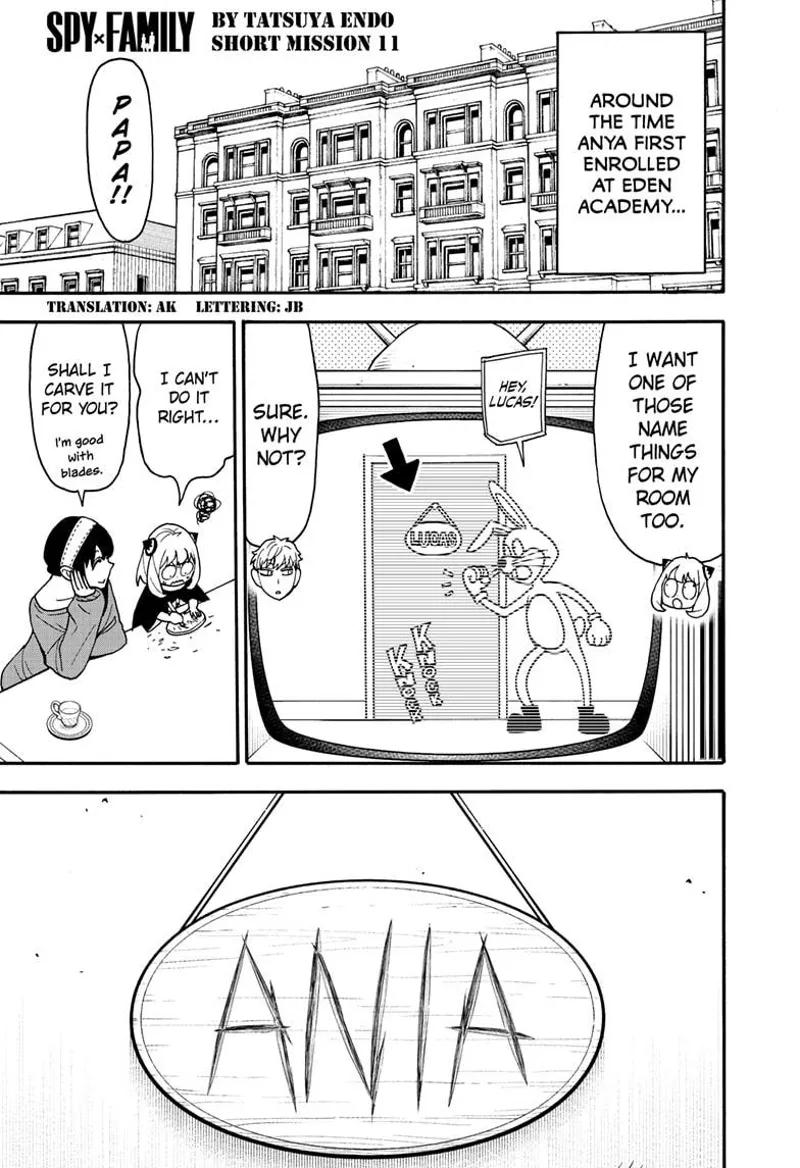 SPY×FAMILY
BY TATSUYA ENDO
SHORT MISSION 11
AROUND
THE TIME
ANYA FIRST
ENROLLED
AT EDEN
ACADEMY...
PAPA!!
TRANSLATION: AK LETTERING: JB
I WANT
ONE OF
THOSE
NAME
THINGS
FOR MY
ROOM
TOO.
HEY,
LUCAS!
LUCAS
KNOCK
KNOCK
SURE.
WHY
NOT?
I CAN'T
DO IT
RIGHT...
SHALL I
CARVE IT
FOR YOU?
I'm good
with
blades.
ANIA